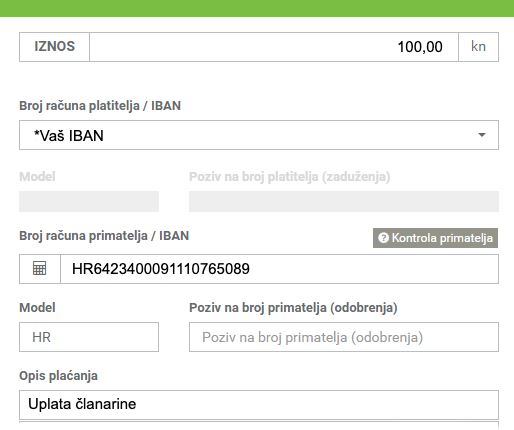 IZNOS 100,00 kn
Broj računa platitelja / IBAN
*Vaš IBAN
Model Poziv na broj platitelja (zaduženja)
Broj računa primatelja / IBAN Kontrola primatelja
HR6423400091110765089
Model Poziv na broj primatelja (odobrenja)
HR Poziv na broj primatelja (odobrenja)
Opis plaćanja
Uplata članarine